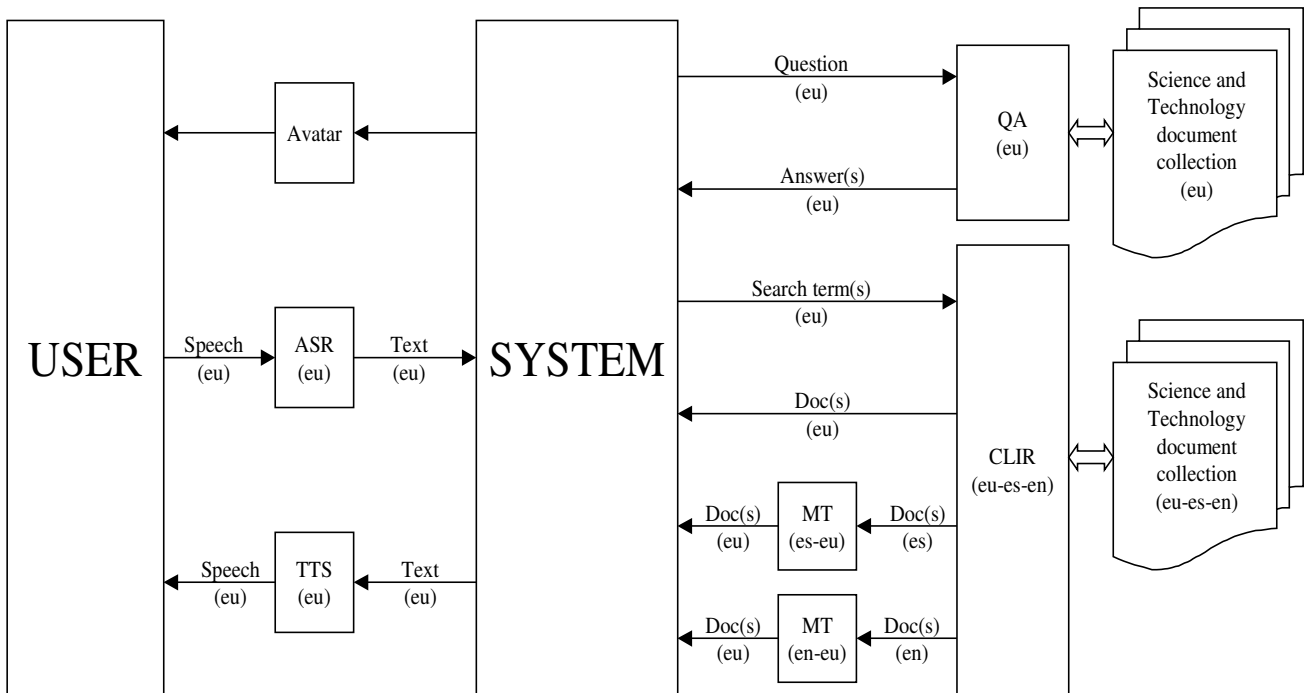 USER
Avatar
Speech
(eu)
ASR
(eu)
Text
(eu)
Speech
(eu)
TTS
(eu)
Text
(eu)
SYSTEM
Question
(eu)
Answer(s)
(eu)
QA
(eu)
Science and
Technology
document
collection
(eu)
Search term(s)
(eu)
Doc(s)
(eu)
Doc(s)
(eu)
MT
(es-eu)
Doc(s)
(es)
Doc(s)
(eu)
MT
(en-eu)
Doc(s)
(en)
CLIR
(eu-es-en)
Science and
Technology
document
collection
(eu-es-en)